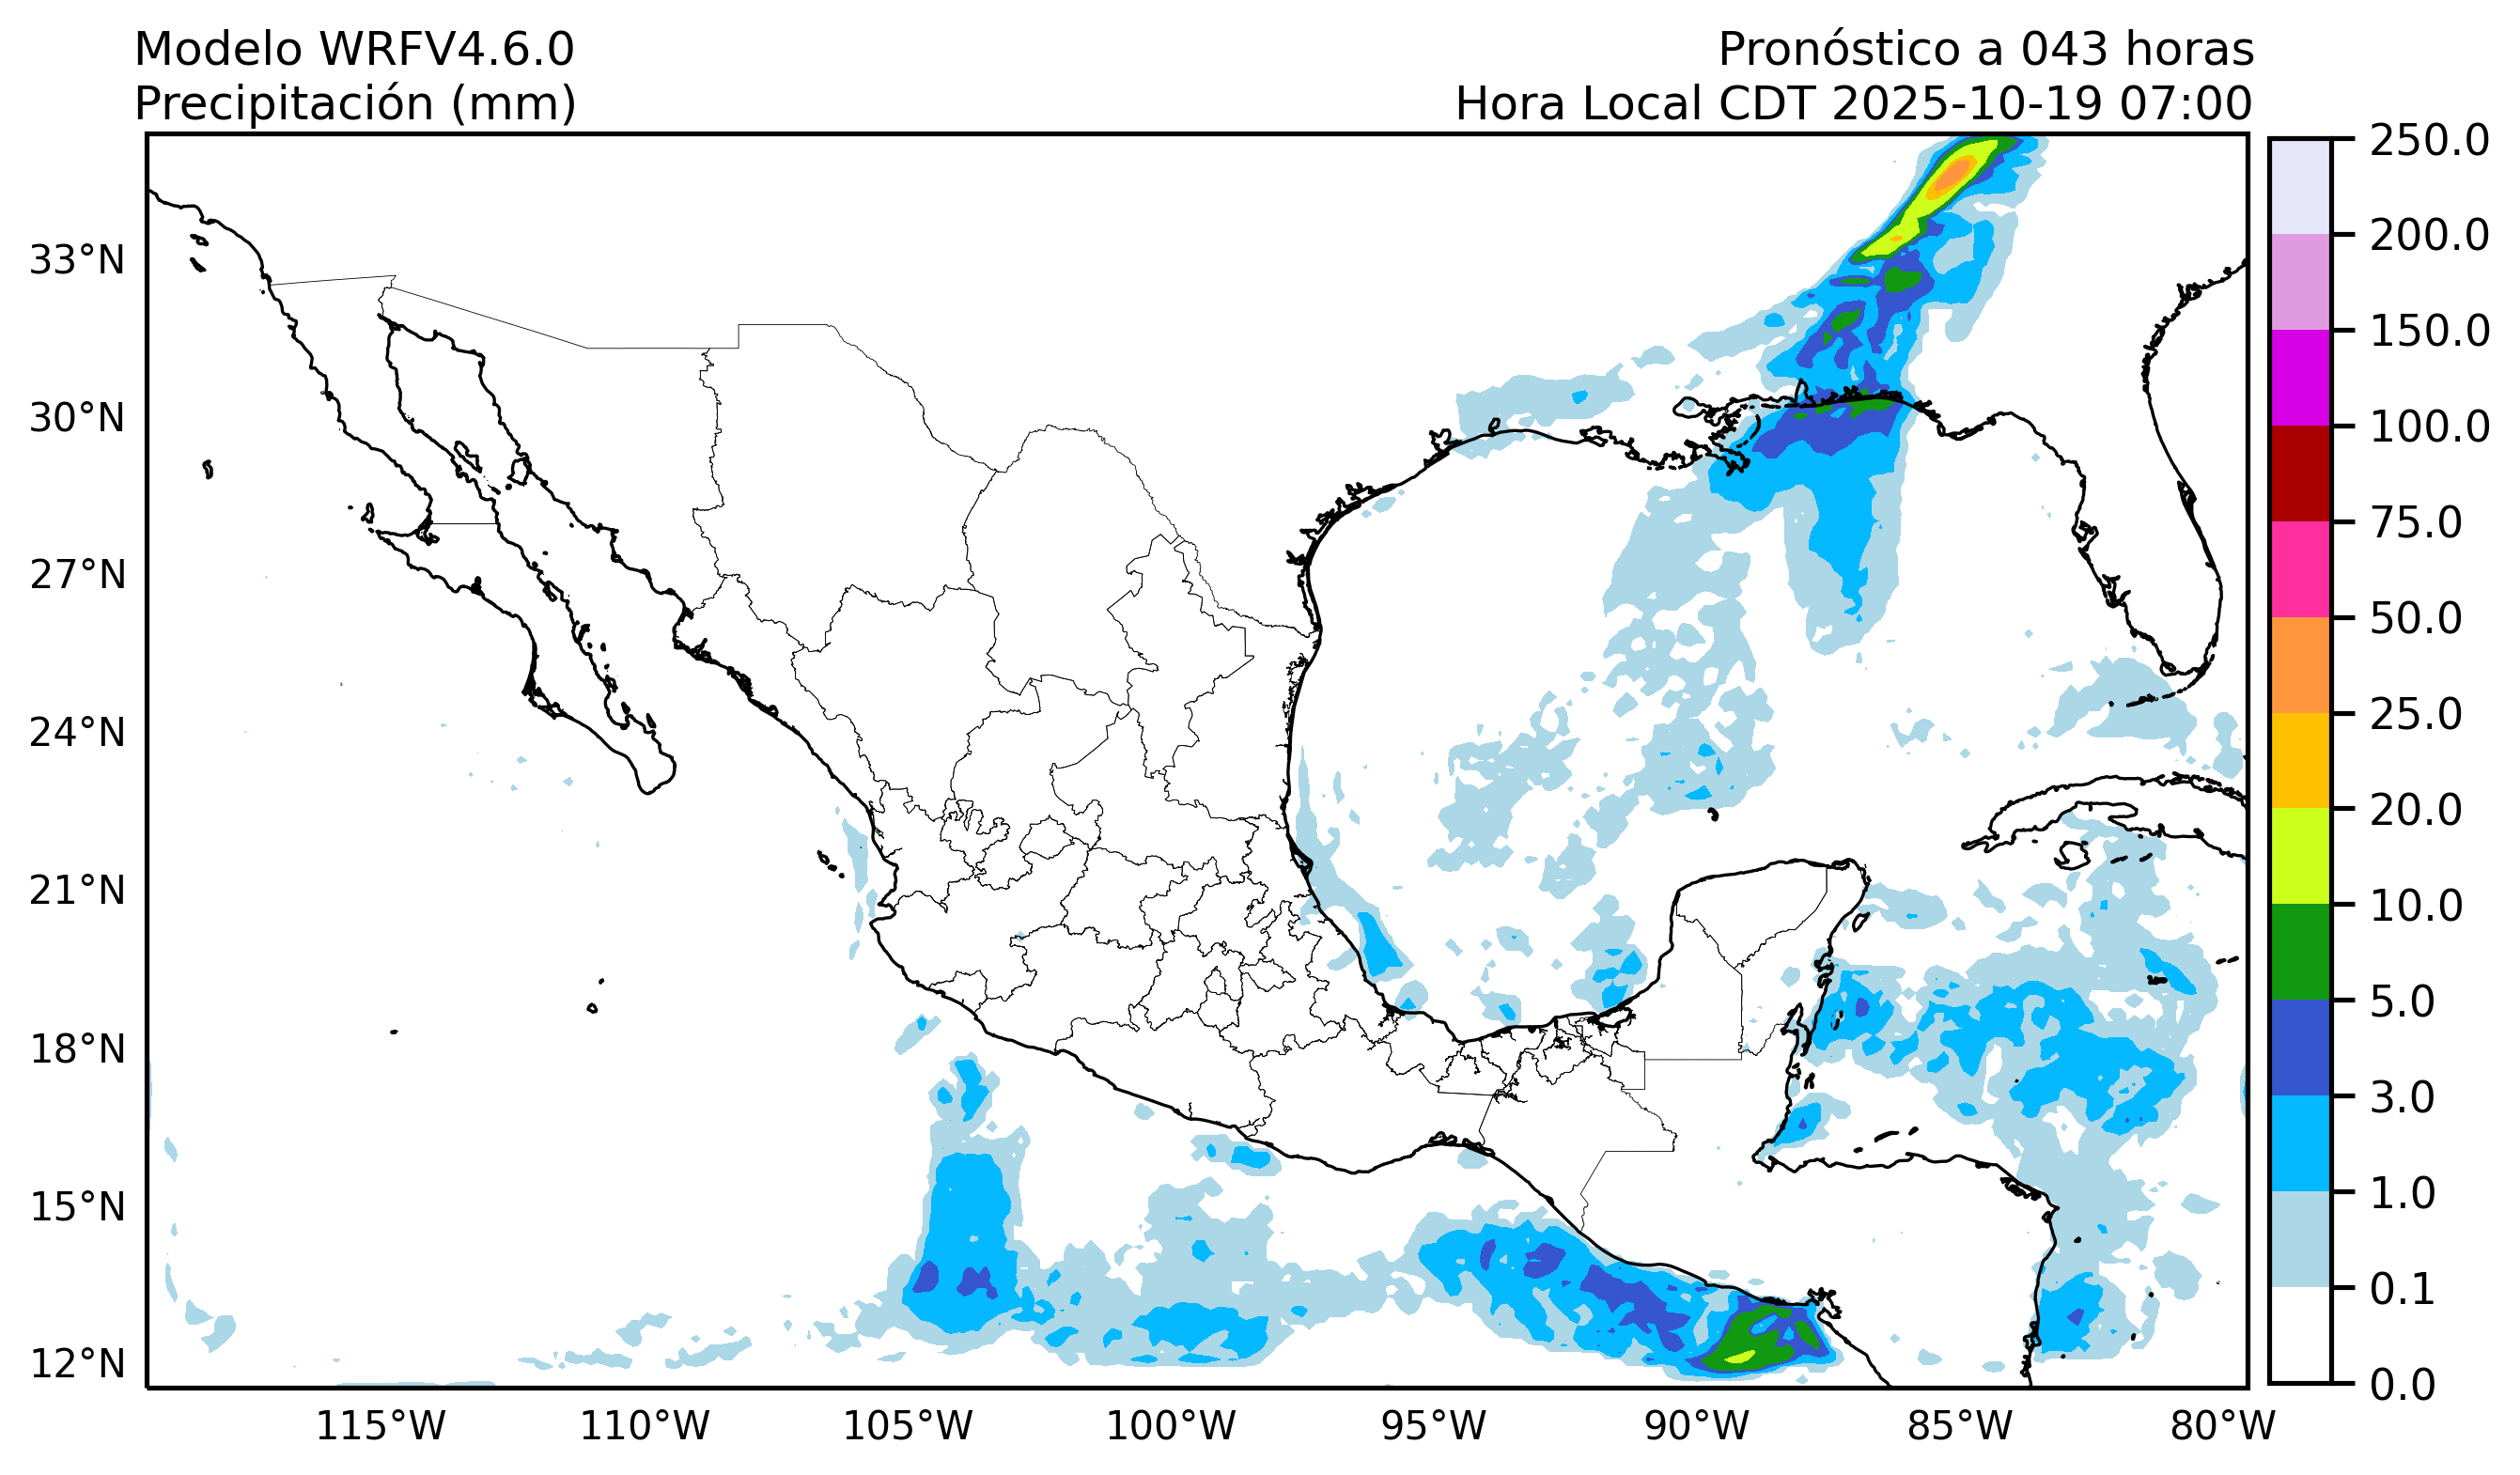 Modelo WRFV4.6.0
Precipitación (mm)
Pronóstico a 043 horas
Hora Local CDT 2025-10-19 07:00
33°N
30°N
27°N
24°N
21°N
18°N
15°N
12°N
115°W
110°W
105°W
100°W
95°W
90°W
85°W
80°W
250.0
200.0
150.0
100.0
75.0
50.0
25.0
20.0
10.0
5.0
3.0
1.0
0.1
0.0